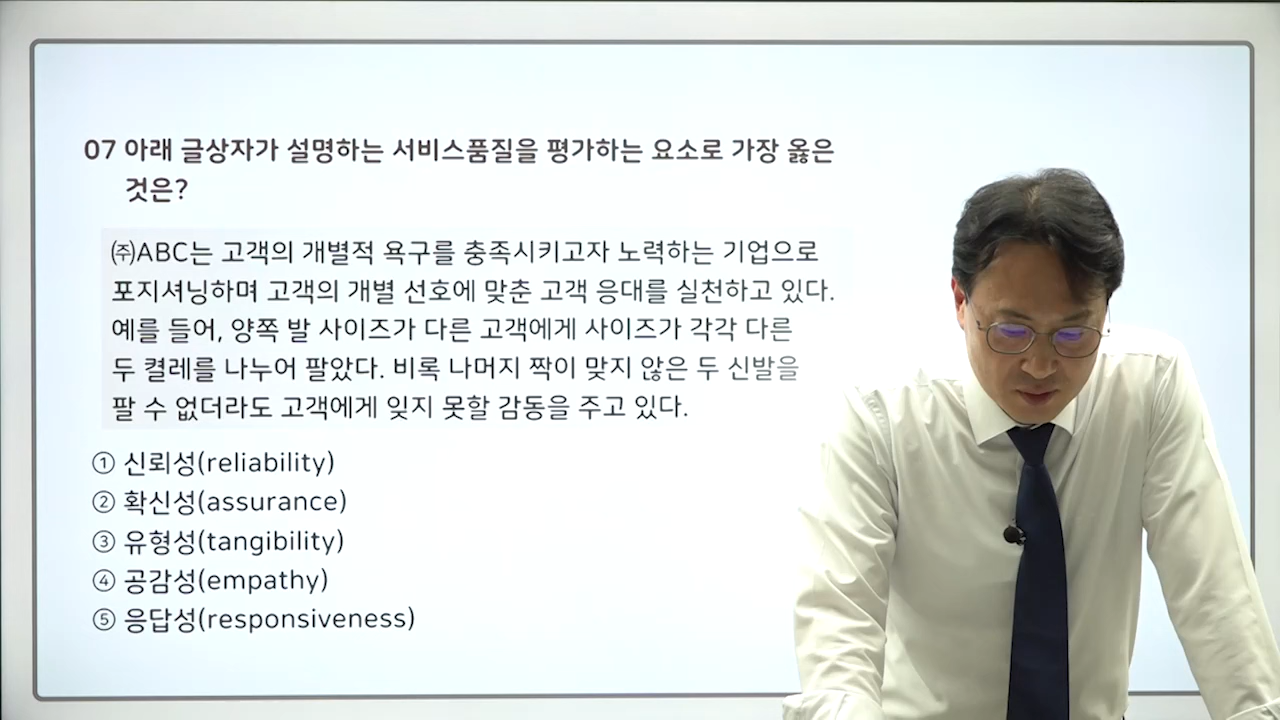 07 아래 글상자가 설명하는 서비스품질을 평가하는 요소로 가장 옳은
것은?
㈜ABC는 고객의 개별적 욕구를 충족시키고자 노력하는 기업으로
포지셔닝하며 고객의 개별 선호에 맞춘 고객 응대를 실천하고 있다.
예를 들어, 양쪽 발 사이즈가 다른 고객에게 사이즈가 각각 다른
두 켤레를 나누어 팔았다. 비록 나머지 짝이 맞지 않은 두 신발을
팔 수 없더라도 고객에게 잊지 못할 감동을 주고 있다.
① 신뢰성(reliability)
② 확신성(assurance)
③ 유형성(tangibility)
④ 공감성(empathy)
⑤ 응답성(responsiveness)